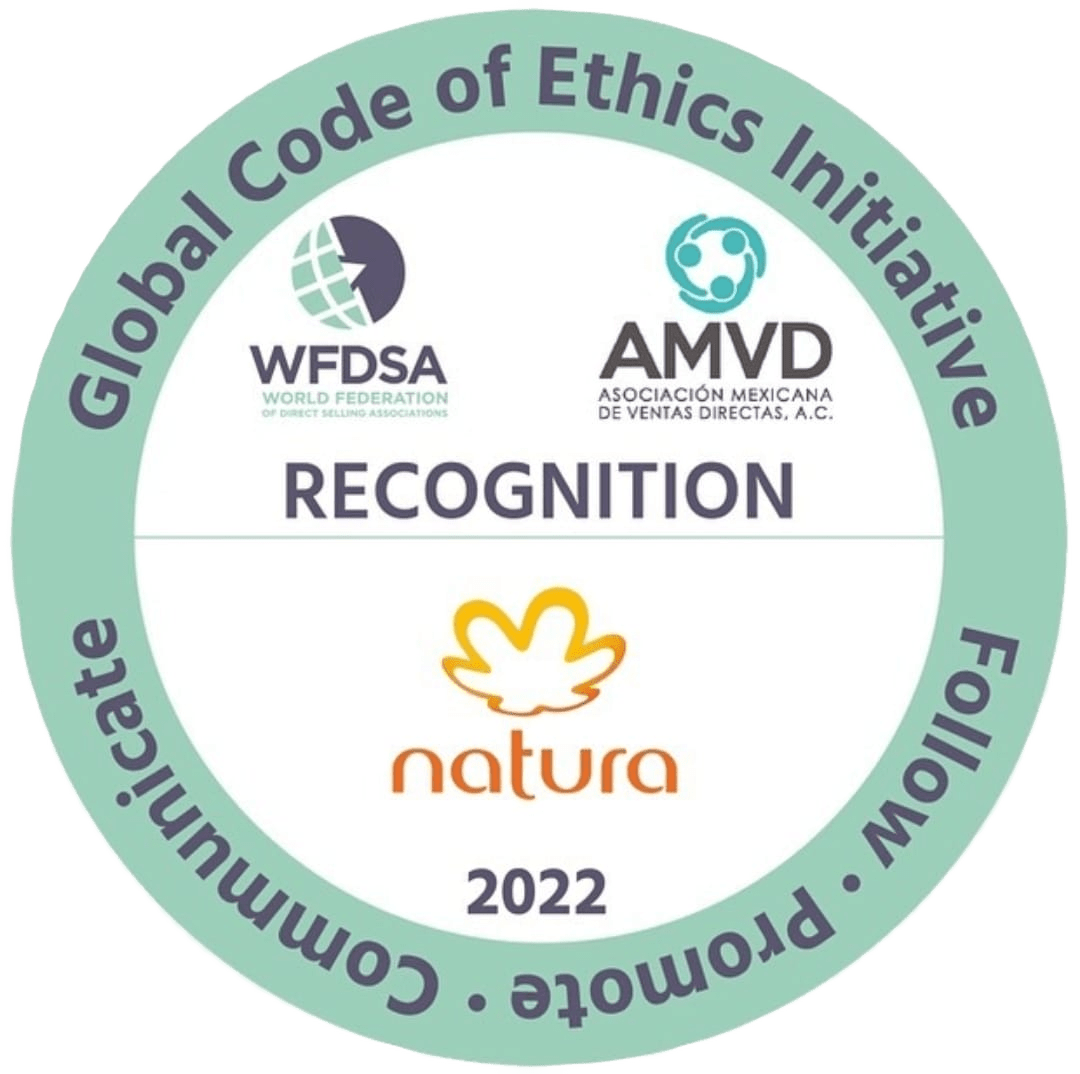 Global Code of Ethics Initiative
WFDSA
WORLD FEDERATION
OF DIRECT SELLING ASSOCIATIONS
AMVD
ASOCIACIÓN MEXICANA
DE VENTAS DIRECTAS, A.C.
RECOGNITION
natura
2022
Follow · Promote · Communicate